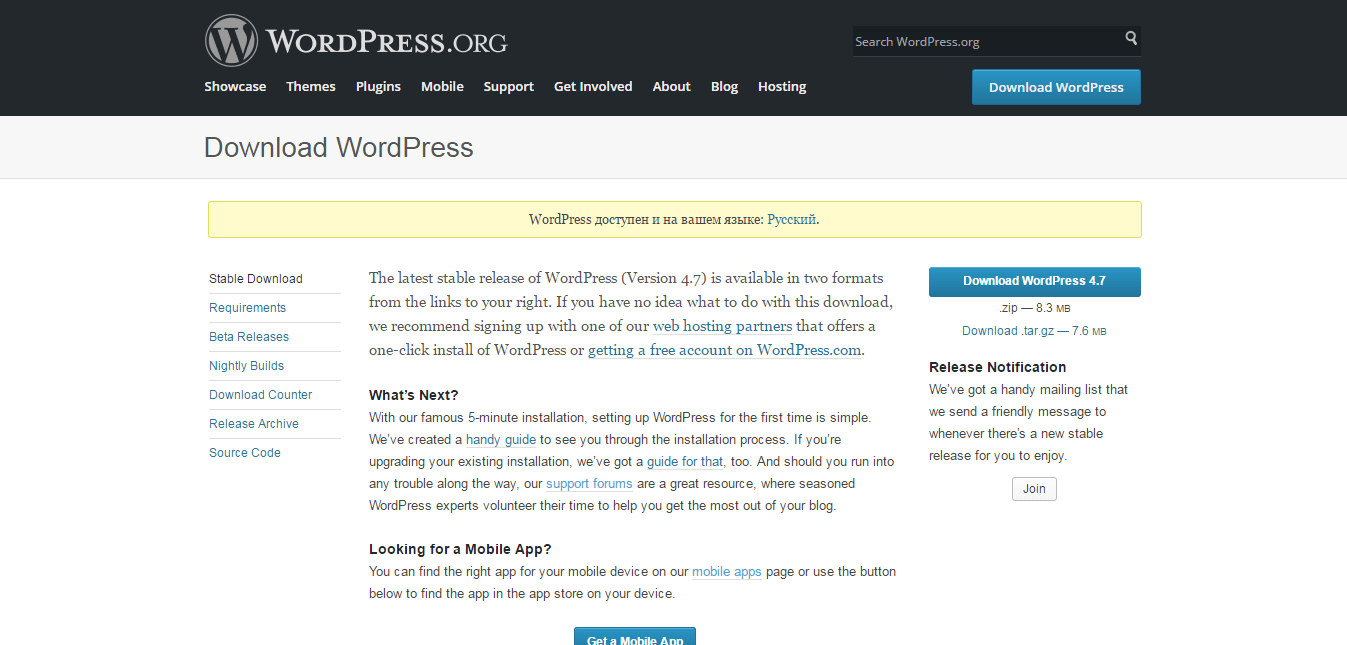 WORDPRESS.ORG
Search WordPress.org
Showcase Themes Plugins Mobile Support Get Involved About Blog Hosting
Download WordPress
Download WordPress
WordPress доступен и на вашем языке: Русский.
Stable Download
Requirements
Beta Releases
Nightly Builds
Download Counter
Release Archive
Source Code
The latest stable release of WordPress (Version 4.7) is available in two formats
from the links to your right. If you have no idea what to do with this download,
we recommend signing up with one of our web hosting partners that offers a
one-click install of WordPress or getting a free account on WordPress.com.
What's Next?
With our famous 5-minute installation, setting up WordPress for the first time is simple.
We've created a handy guide to see you through the installation process. If you're
upgrading your existing installation, we've got a guide for that, too. And should you run into
any trouble along the way, our support forums are a great resource, where seasoned
WordPress experts volunteer their time to help you get the most out of your blog.
Looking for a Mobile App?
You can find the right app for your mobile device on our mobile apps page or use the button
below to find the app in the app store on your device.
Get a Mobile App
Download WordPress 4.7
.zip — 8.3 MB
Download .tar.gz — 7.6 MB
Release Notification
We've got a handy mailing list that
we send a friendly message to
whenever there's a new stable
release for you to enjoy.
Join